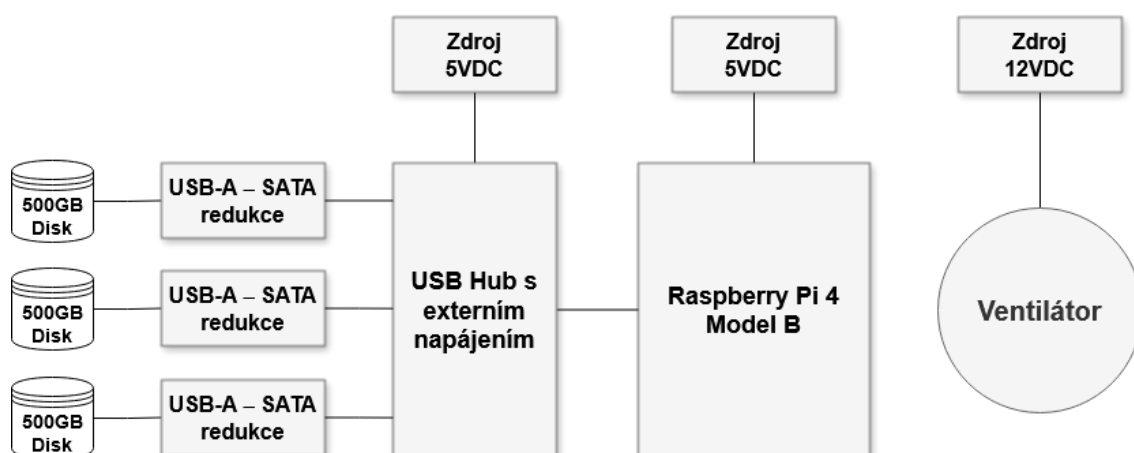 Zdroj
5VDC
Zdroj
5VDC
Zdroj
12VDC
500GB
Disk
USB-A – SATA
redukce
500GB
Disk
USB-A – SATA
redukce
500GB
Disk
USB-A – SATA
redukce
USB Hub s
externím
napájením
Raspberry Pi 4
Model B
Ventilátor